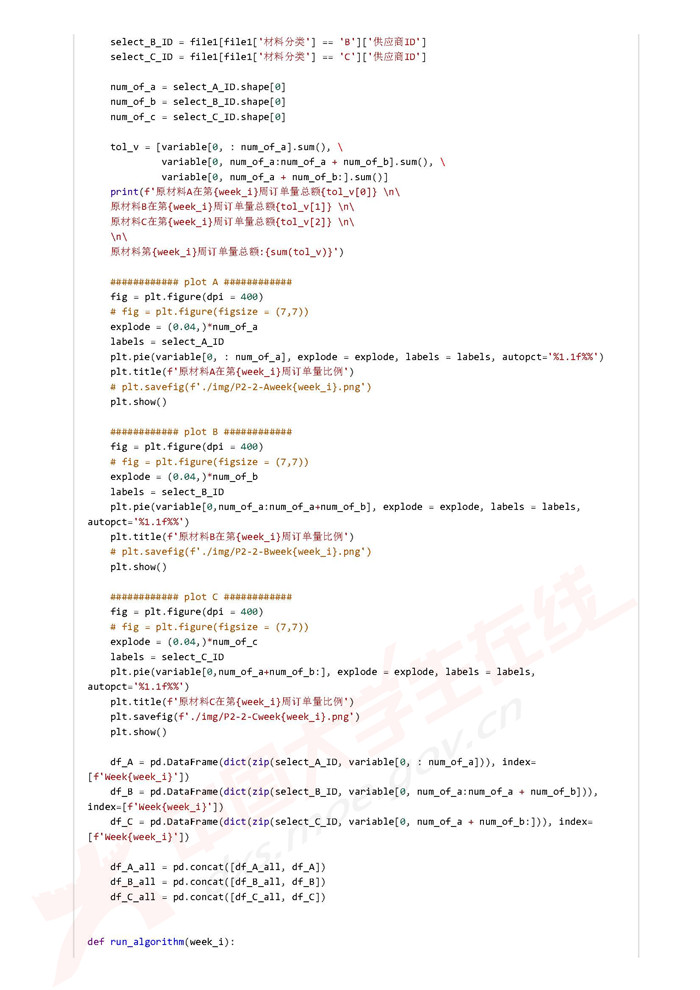 select_B_ID = file1[file1['材料分类'] == 'B']['供应商ID']
    select_C_ID = file1[file1['材料分类'] == 'C']['供应商ID']

    num_of_a = select_A_ID.shape[0]
    num_of_b = select_B_ID.shape[0]
    num_of_c = select_C_ID.shape[0]

    tol_v = [variable[0, : num_of_a].sum(), \
             variable[0, num_of_a:num_of_a + num_of_b].sum(), \
             variable[0, num_of_a + num_of_b:].sum()]
    print(f'原材料A在第{week_i}周订单量总额{tol_v[0]} \n\
    原材料B在第{week_i}周订单量总额{tol_v[1]} \n\
    原材料C在第{week_i}周订单量总额{tol_v[2]} \n\
    \n\
    原材料第{week_i}周订单量总额:{sum(tol_v)}')

    ############ plot A ############
    fig = plt.figure(dpi = 400)
    # fig = plt.figure(figsize = (7,7))
    explode = (0.04,)*num_of_a
    labels = select_A_ID
    plt.pie(variable[0, : num_of_a], explode = explode, labels = labels, autopct='%1.1f%%')
    plt.title(f'原材料A在第{week_i}周订单量比例')
    # plt.savefig(f'./img/P2-2-Aweek{week_i}.png')
    plt.show()

    ############ plot B ############
    fig = plt.figure(dpi = 400)
    # fig = plt.figure(figsize = (7,7))
    explode = (0.04,)*num_of_b
    labels = select_B_ID
    plt.pie(variable[0,num_of_a:num_of_a+num_of_b], explode = explode, labels = labels,
autopct='%1.1f%%')
    plt.title(f'原材料B在第{week_i}周订单量比例')
    # plt.savefig(f'./img/P2-2-Bweek{week_i}.png')
    plt.show()

    ############ plot C ############
    fig = plt.figure(dpi = 400)
    # fig = plt.figure(figsize = (7,7))
    explode = (0.04,)*num_of_c
    labels = select_C_ID
    plt.pie(variable[0,num_of_a+num_of_b:], explode = explode, labels = labels,
autopct='%1.1f%%')
    plt.title(f'原材料C在第{week_i}周订单量比例')
    plt.savefig(f'./img/P2-2-Cweek{week_i}.png')
    plt.show()

    df_A = pd.DataFrame(dict(zip(select_A_ID, variable[0, : num_of_a])), index=
[f'Week{week_i}'])
    df_B = pd.DataFrame(dict(zip(select_B_ID, variable[0, num_of_a:num_of_a + num_of_b])),
index=[f'Week{week_i}'])
    df_C = pd.DataFrame(dict(zip(select_C_ID, variable[0, num_of_a + num_of_b:])), index=
[f'Week{week_i}'])

    df_A_all = pd.concat([df_A_all, df_A])
    df_B_all = pd.concat([df_B_all, df_B])
    df_C_all = pd.concat([df_C_all, df_C])

def run_algorithm(week_i):
中国大学生在线